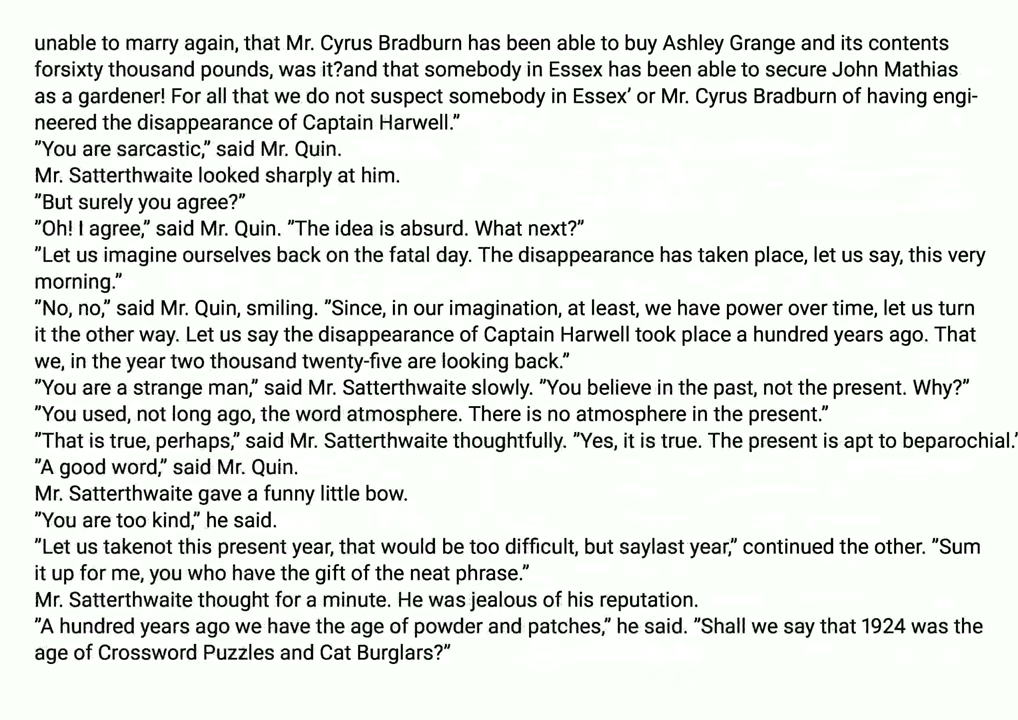 unable to marry again, that Mr. Cyrus Bradburn has been able to buy Ashley Grange and its contents
forsixty thousand pounds, was it?and that somebody in Essex has been able to secure John Mathias
as a gardener! For all that we do not suspect somebody in Essex’ or Mr. Cyrus Bradburn of having engi-
neered the disappearance of Captain Harwell.”
”You are sarcastic,” said Mr. Quin.
Mr. Satterthwaite looked sharply at him.
”But surely you agree?”
”Oh! I agree,” said Mr. Quin. ”The idea is absurd. What next?”
”Let us imagine ourselves back on the fatal day. The disappearance has taken place, let us say, this very
morning.”
”No, no,” said Mr. Quin, smiling. ”Since, in our imagination, at least, we have power over time, let us turn
it the other way. Let us say the disappearance of Captain Harwell took place a hundred years ago. That
we, in the year two thousand twenty-five are looking back.”
”You are a strange man,” said Mr. Satterthwaite slowly. ”You believe in the past, not the present. Why?”
”You used, not long ago, the word atmosphere. There is no atmosphere in the present.”
”That is true, perhaps,” said Mr. Satterthwaite thoughtfully. ”Yes, it is true. The present is apt to beparochial.”
”A good word,” said Mr. Quin.
Mr. Satterthwaite gave a funny little bow.
”You are too kind,” he said.
”Let us takenot this present year, that would be too difficult, but saylast year,” continued the other. ”Sum
it up for me, you who have the gift of the neat phrase.”
Mr. Satterthwaite thought for a minute. He was jealous of his reputation.
”A hundred years ago we have the age of powder and patches,” he said. ”Shall we say that 1924 was the
age of Crossword Puzzles and Cat Burglars?”